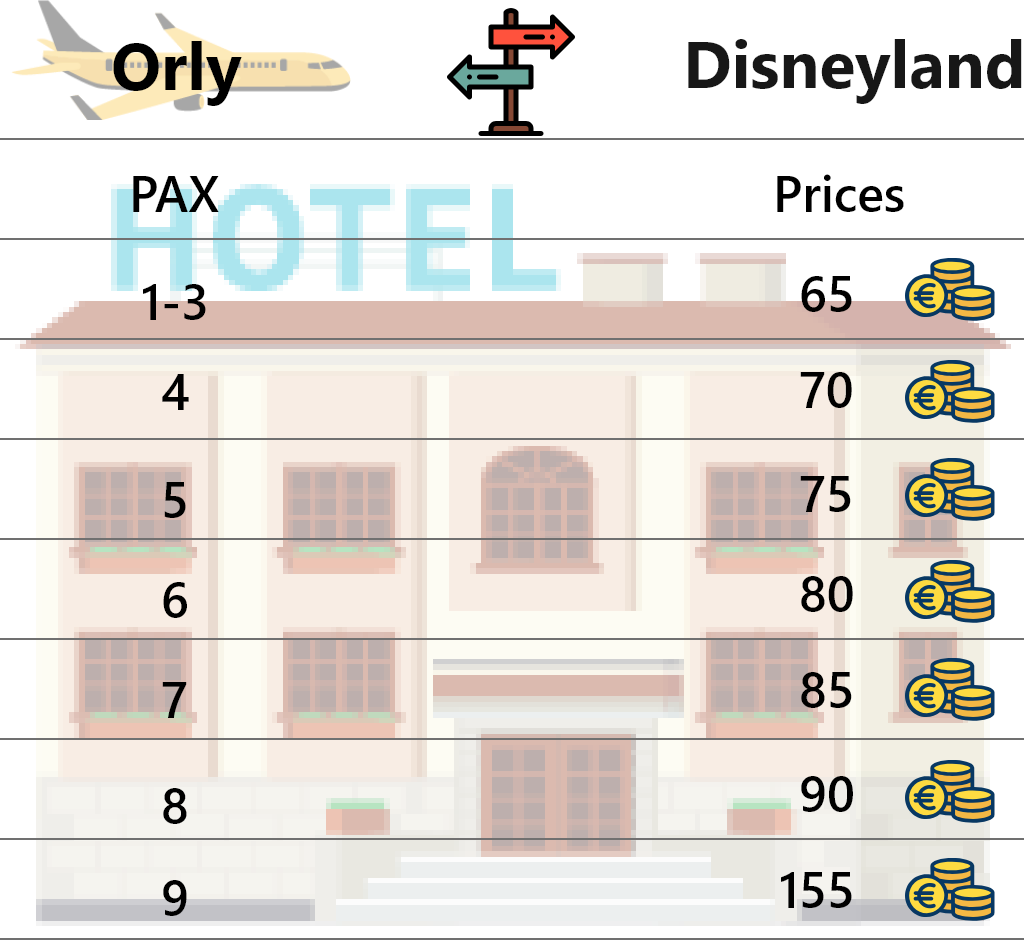 Orly Disneyland
PAX Prices
HOTEL
1-3 65 €
4 70 €
5 75 €
6 80 €
7 85 €
8 90 €
9 155 €